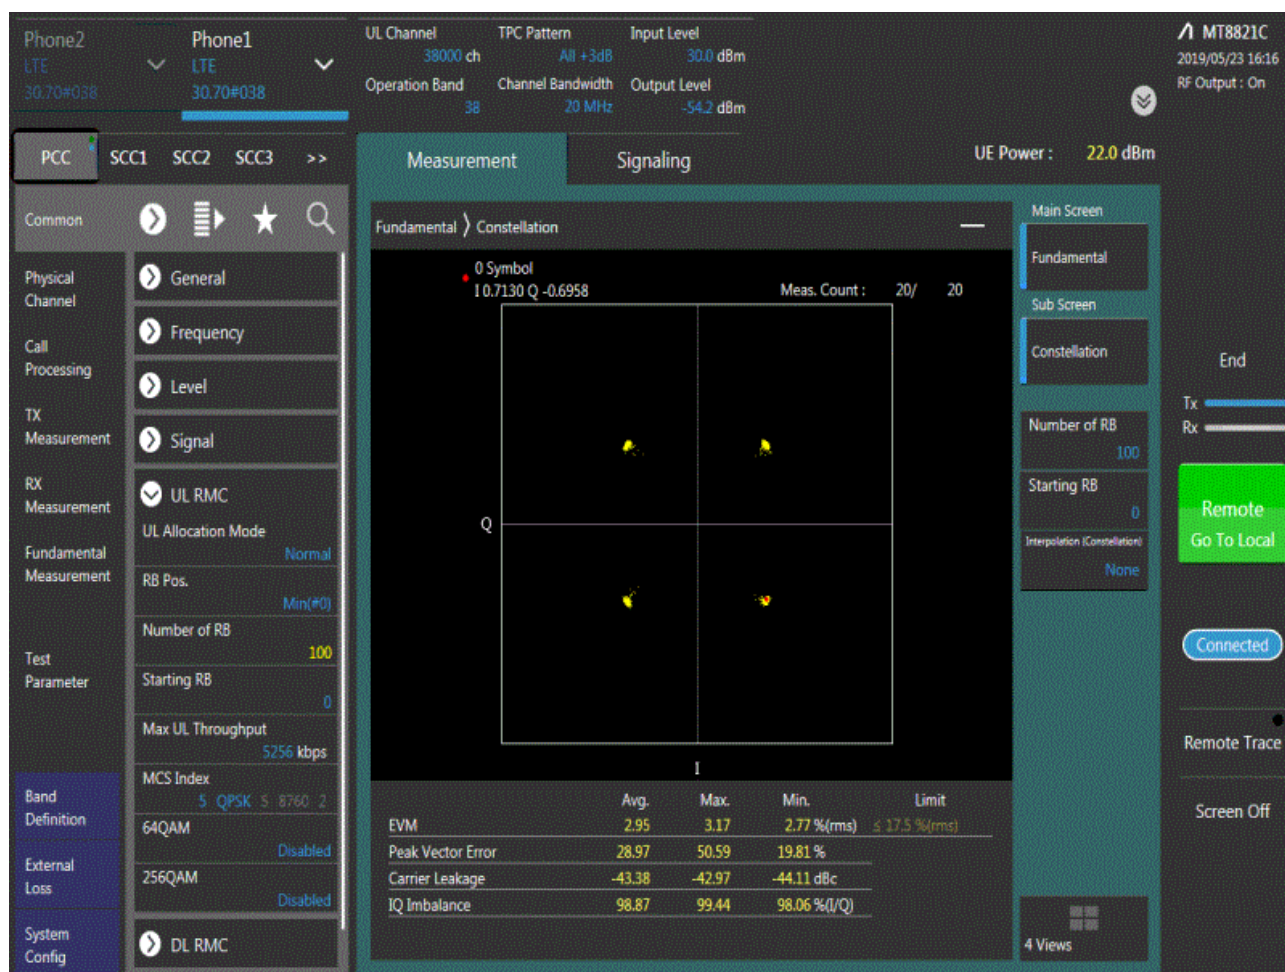 Phone2
LTE
30.70#038
Phone1
LTE
30.70#038
UL Channel
38000 ch
TPC Pattern
All +3dB
Input Level
30.0 dBm
Operation Band
38
Channel Bandwidth
20 MHz
Output Level
-54.2 dBm
MT8821C
2019/05/23 16:16
RF Output : On
PCC SCC1 SCC2 SCC3 >>
Measurement
Signaling
UE Power : 22.0 dBm
Common
Physical
Channel
Call
Processing
TX
Measurement
RX
Measurement
Fundamental
Measurement
Test
Parameter
Band
Definition
External
Loss
System
Config
General
Frequency
Level
Signal
UL RMC
UL Allocation Mode
Normal
RB Pos.
Min(#0)
Number of RB
100
Starting RB
0
Max UL Throughput
5256 kbps
MCS Index
5 QPSK 5 8760 2
64QAM
Disabled
256QAM
Disabled
DL RMC
Fundamental 〉 Constellation
0 Symbol
I 0.7130 Q -0.6958
Meas. Count : 20/ 20
Q
I
Avg. Max. Min. Limit
EVM 2.95 3.17 2.77 %(rms) ≤ 17.5 %(rms)
Peak Vector Error 28.97 50.59 19.81 %
Carrier Leakage -43.38 -42.97 -44.11 dBc
IQ Imbalance 98.87 99.44 98.06 %(I/Q)
Main Screen
Fundamental
Sub Screen
Constellation
Number of RB
100
Starting RB
0
Interpolation (Constellation)
None
4 Views
End
Tx
Rx
Remote
Go To Local
Connected
Remote Trace
Screen Off